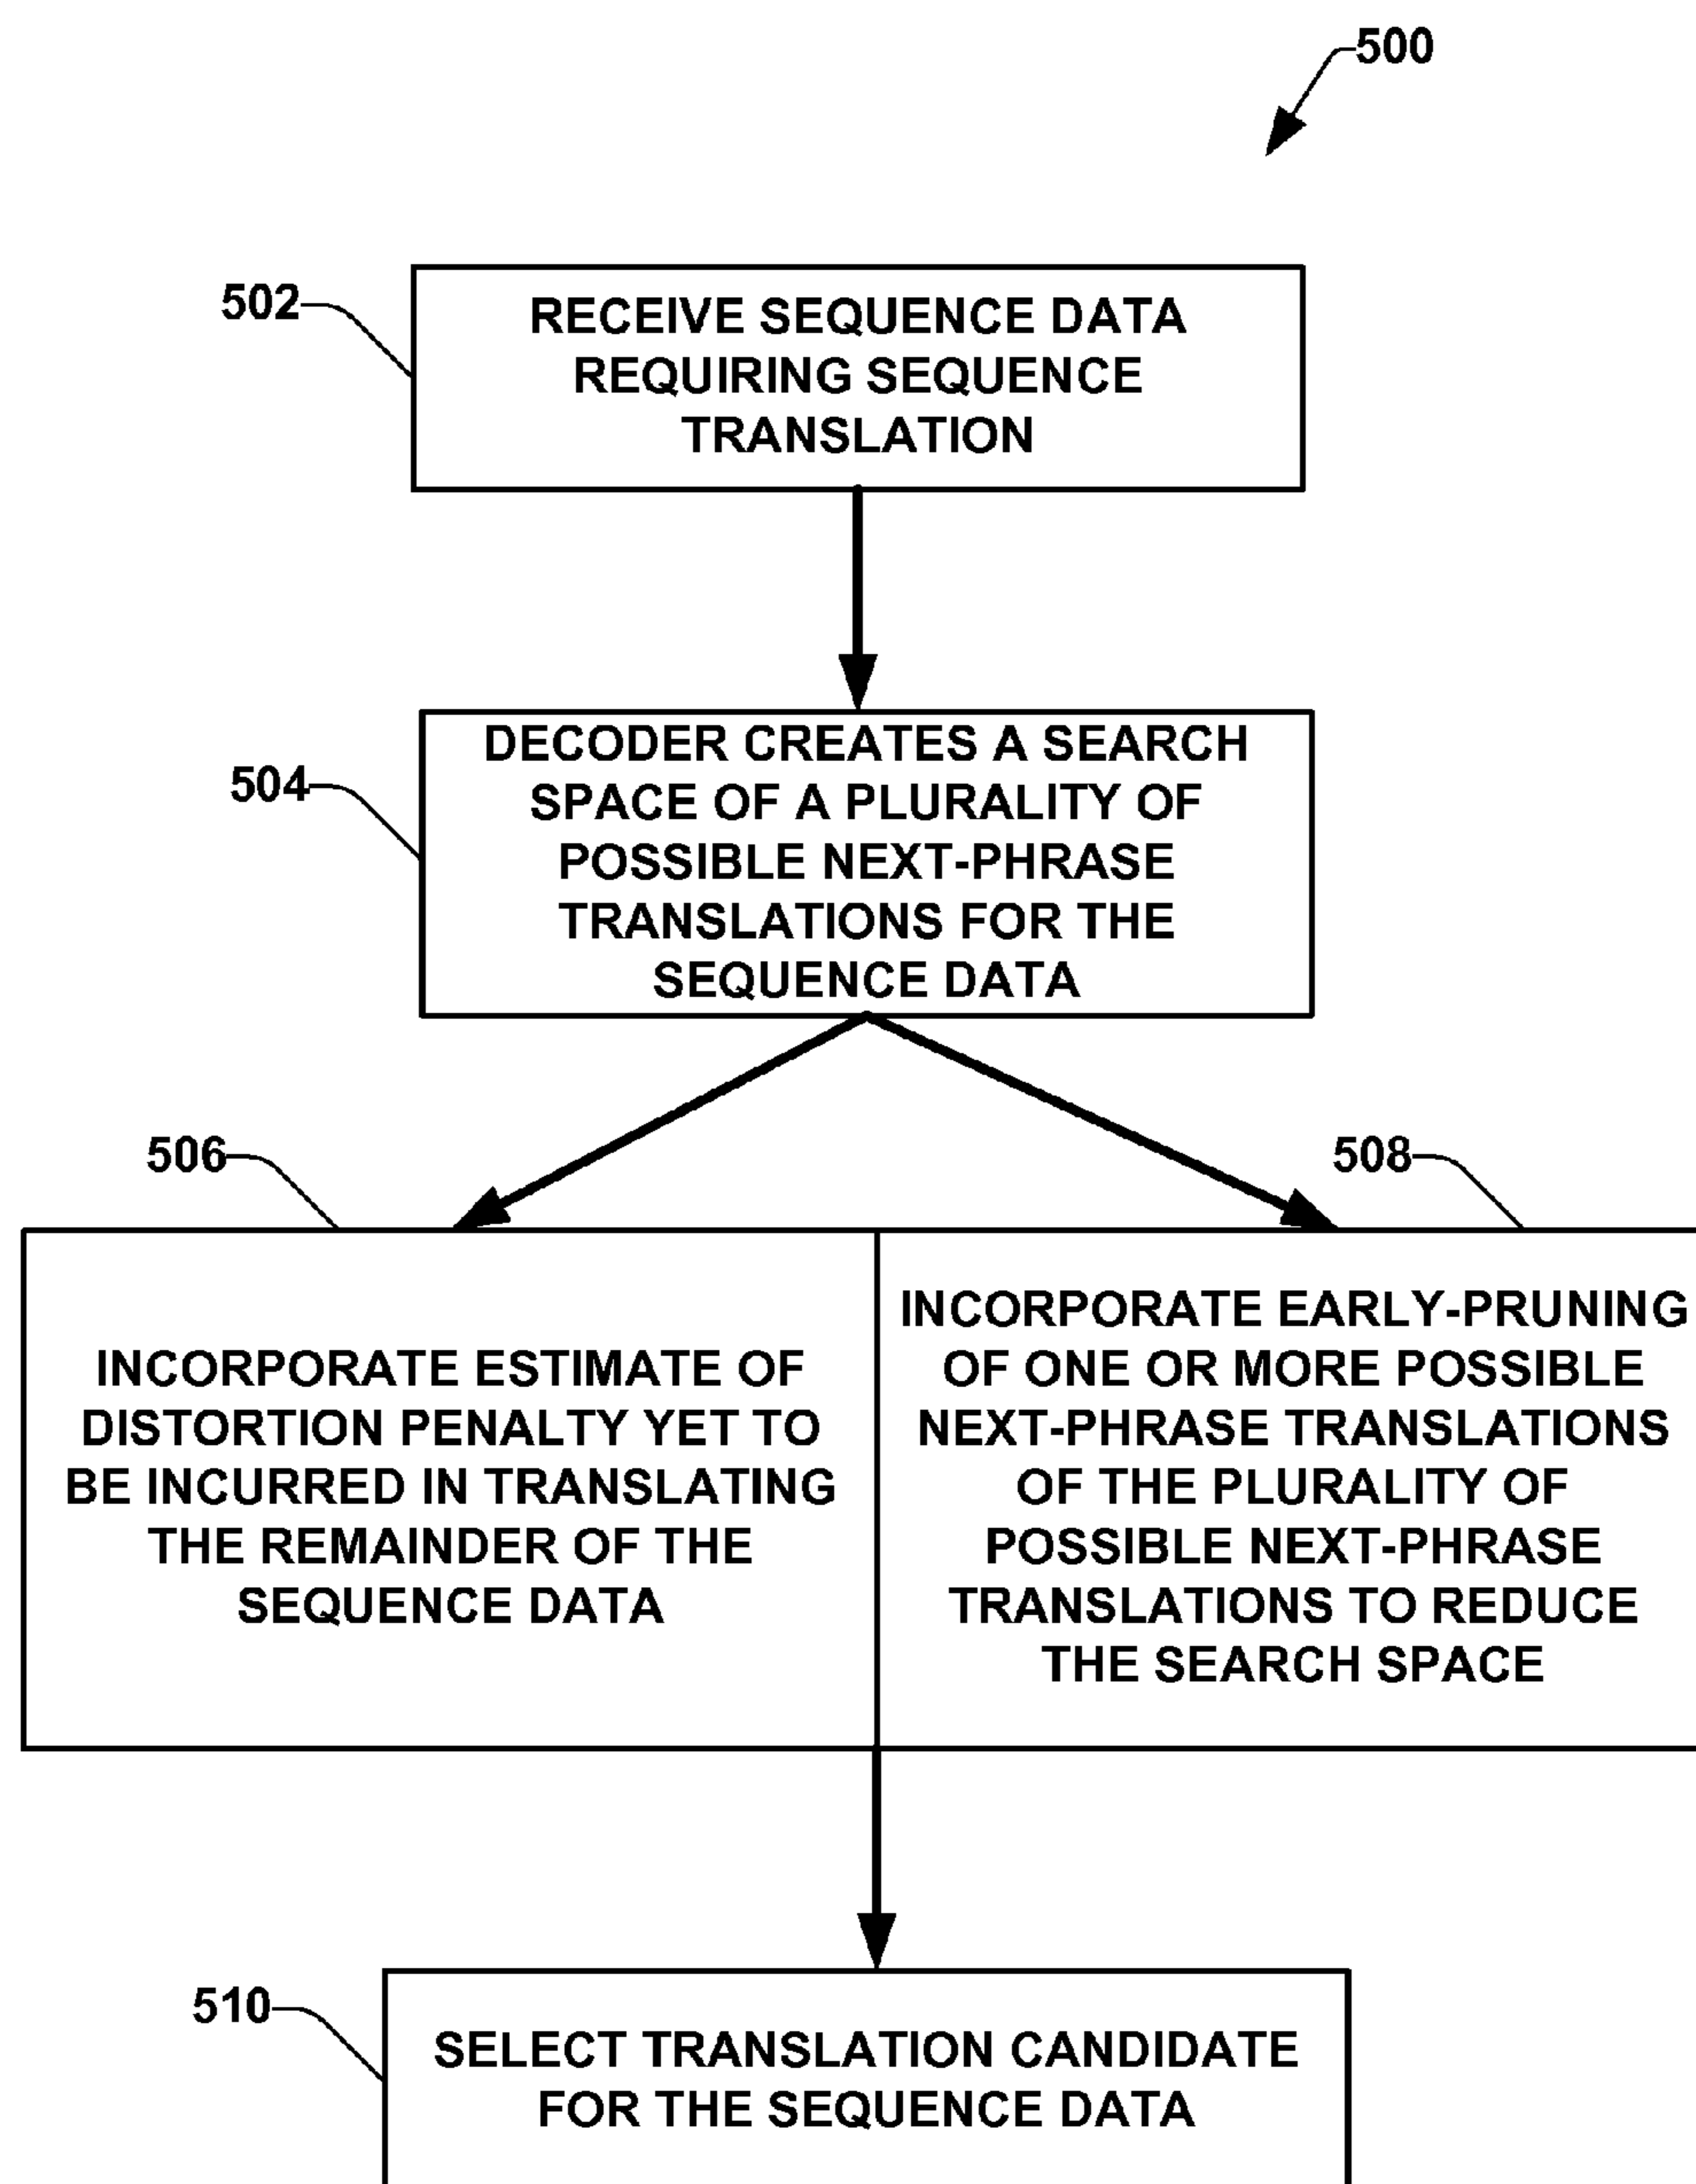 500
502
RECEIVE SEQUENCE DATA
REQUIRING SEQUENCE
TRANSLATION
504
DECODER CREATES A SEARCH
SPACE OF A PLURALITY OF
POSSIBLE NEXT-PHRASE
TRANSLATIONS FOR THE
SEQUENCE DATA
506
INCORPORATE ESTIMATE OF
DISTORTION PENALTY YET TO
BE INCURRED IN TRANSLATING
THE REMAINDER OF THE
SEQUENCE DATA
508
INCORPORATE EARLY-PRUNING
OF ONE OR MORE POSSIBLE
NEXT-PHRASE TRANSLATIONS
OF THE PLURALITY OF
POSSIBLE NEXT-PHRASE
TRANSLATIONS TO REDUCE
THE SEARCH SPACE
510
SELECT TRANSLATION CANDIDATE
FOR THE SEQUENCE DATA